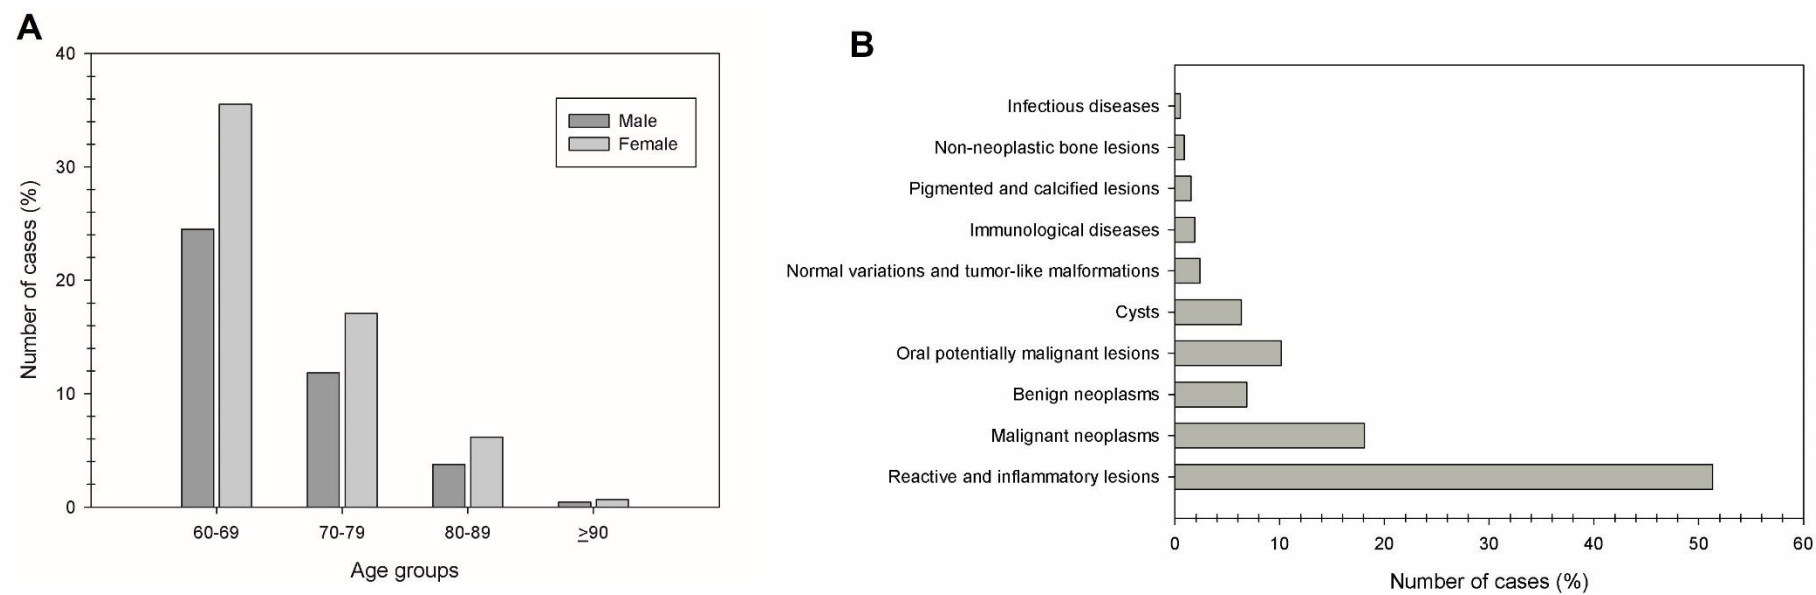 A
40
30
20
10
0
Number of cases (%)
Male
Female
60-69
70-79
80-89
≥90
Age groups
B
Infectious diseases
Non-neoplastic bone lesions
Pigmented and calcified lesions
Immunological diseases
Normal variations and tumor-like malformations
Cysts
Oral potentially malignant lesions
Benign neoplasms
Malignant neoplasms
Reactive and inflammatory lesions
0
10
20
30
40
50
60
Number of cases (%)